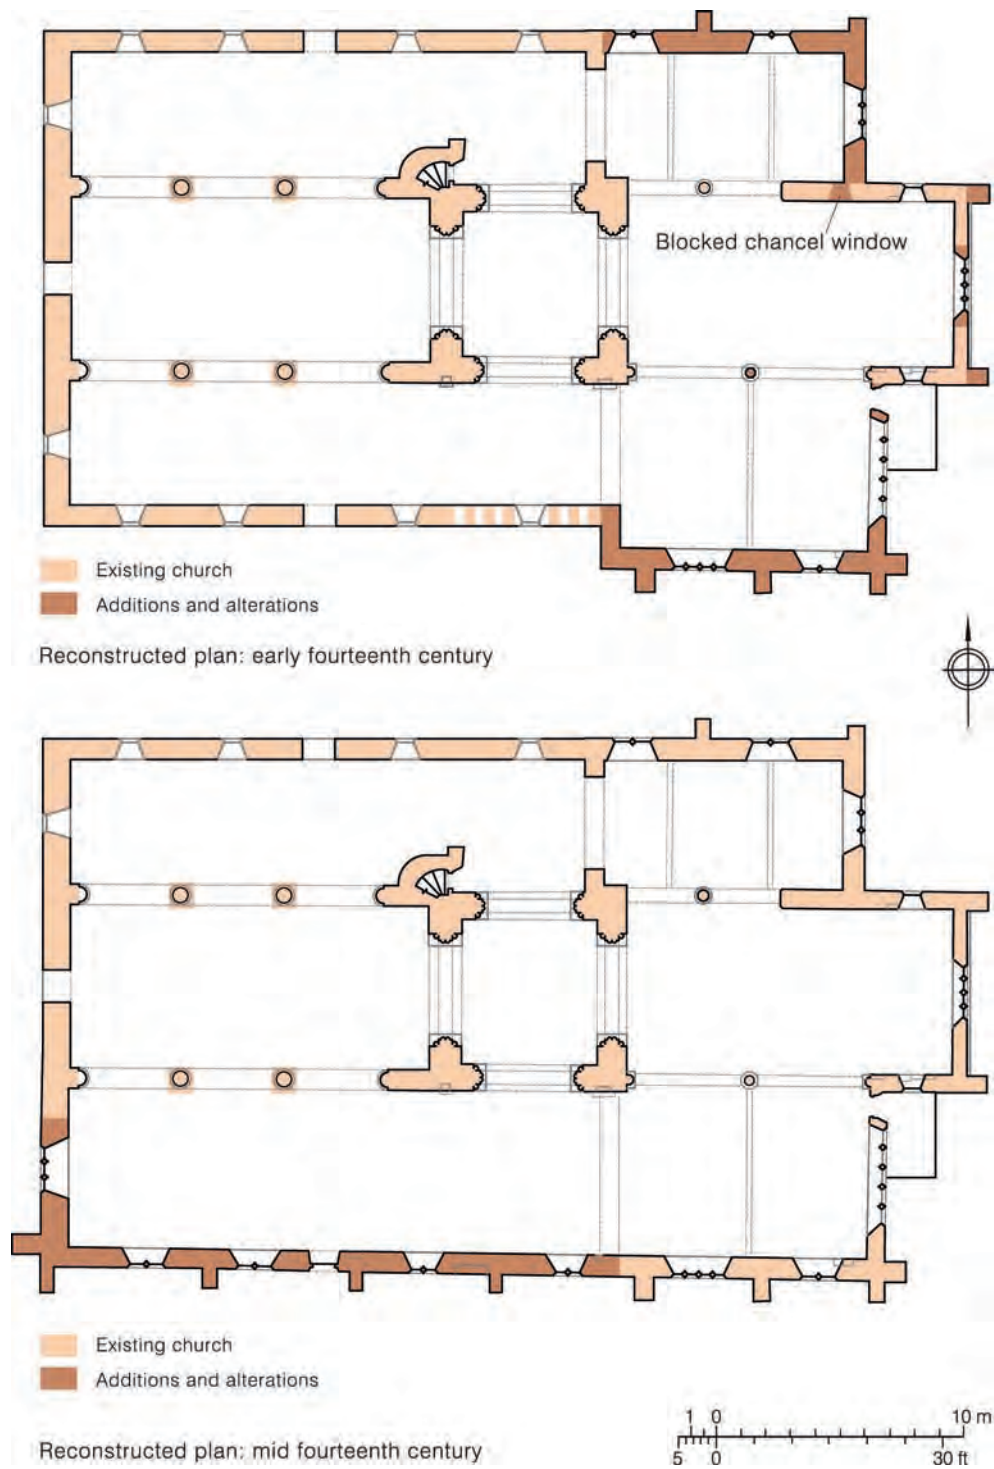 Blocked chancel window
Existing church
Additions and alterations
Reconstructed plan: early fourteenth century
Existing church
Additions and alterations
Reconstructed plan: mid fourteenth century
1 0 10 m
5 0 30 ft